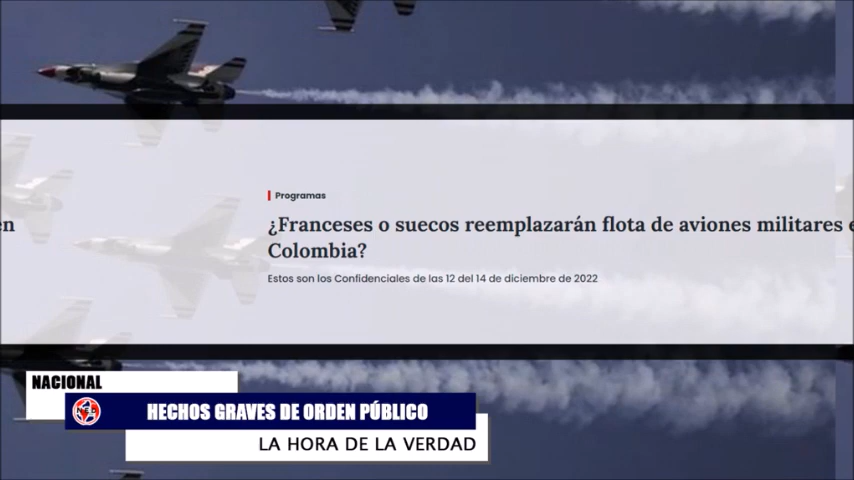 Programas
en
¿Franceses o suecos reemplazarán flota de aviones militares e
Colombia?
Estos son los Confidenciales de las 12 del 14 de diciembre de 2022
NACIONAL
HECHOS GRAVES DE ORDEN PÚBLICO
LA HORA DE LA VERDAD